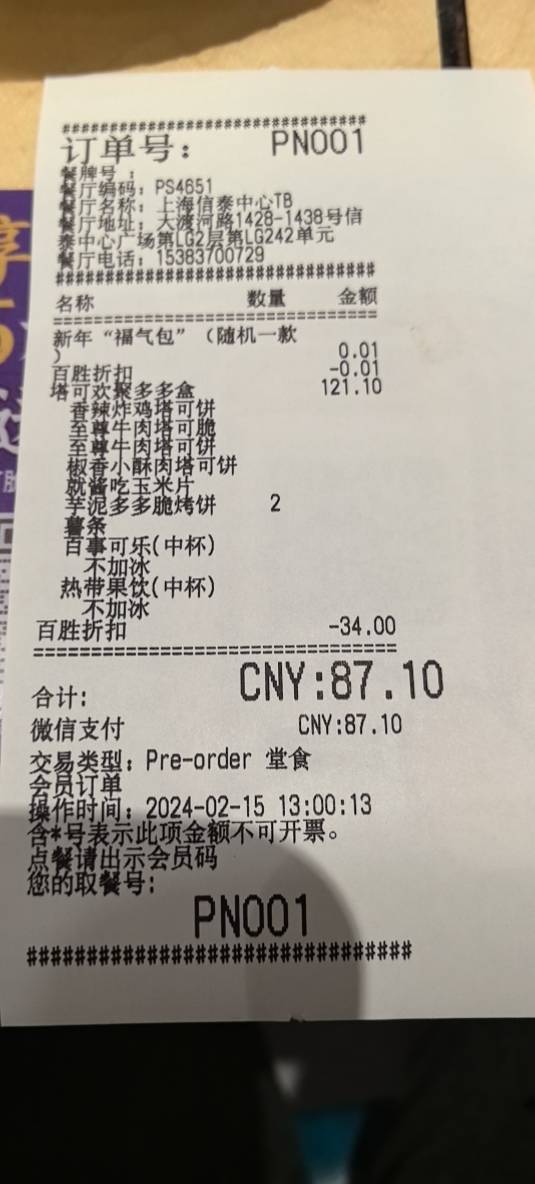 ################################
订单号： PN001
餐牌号：
餐厅编码：PS4651
餐厅名称：上海信泰中心TB
餐厅地址：大渡河路1428-1438号信
泰中心广场第LG2层第LG242单元
餐厅电话：15383700729
################################
名称 数量 金额
================================
新年“福气包”（随机一款
） 0.01
百胜折扣 -0.01
塔可欢聚多多盒 121.10
香辣炸鸡塔可饼
至尊牛肉塔可脆
至尊牛肉塔可饼
椒香小酥肉塔可饼
就酱吃玉米片
芋泥多多脆烤饼 2
薯条
百事可乐(中杯)
不加冰
热带果饮(中杯)
不加冰
百胜折扣 -34.00
================================
合计: CNY:87.10
微信支付 CNY:87.10
交易类型：Pre-order 堂食
会员订单
操作时间：2024-02-15 13:00:13
含*号表示此项金额不可开票。
点餐请出示会员码
您的取餐号:
PN001
################################